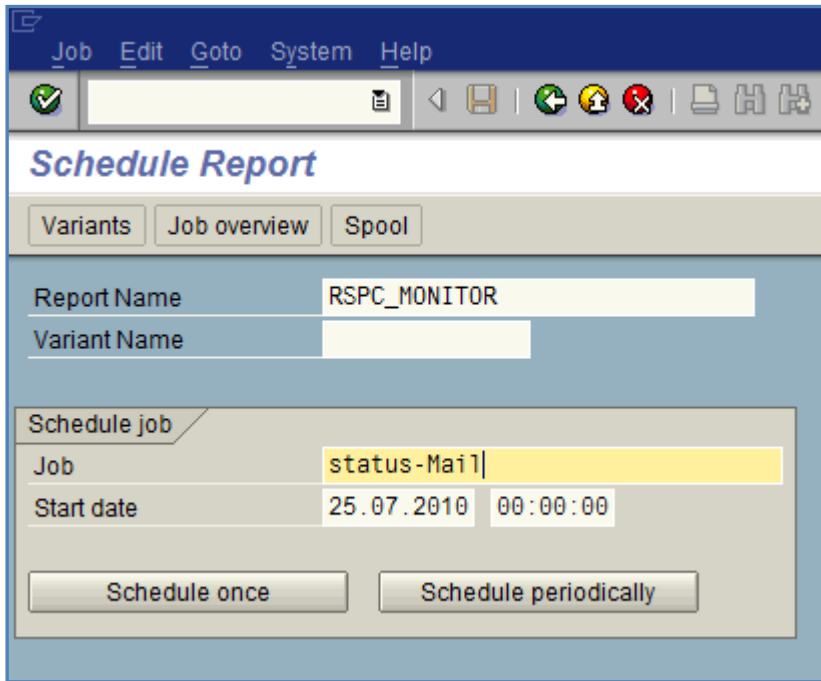 Job Edit Goto System Help
Schedule Report
Variants Job overview Spool
Report Name RSPC_MONITOR
Variant Name
Schedule job
Job status-Mail
Start date 25.07.2010 00:00:00
Schedule once Schedule periodically